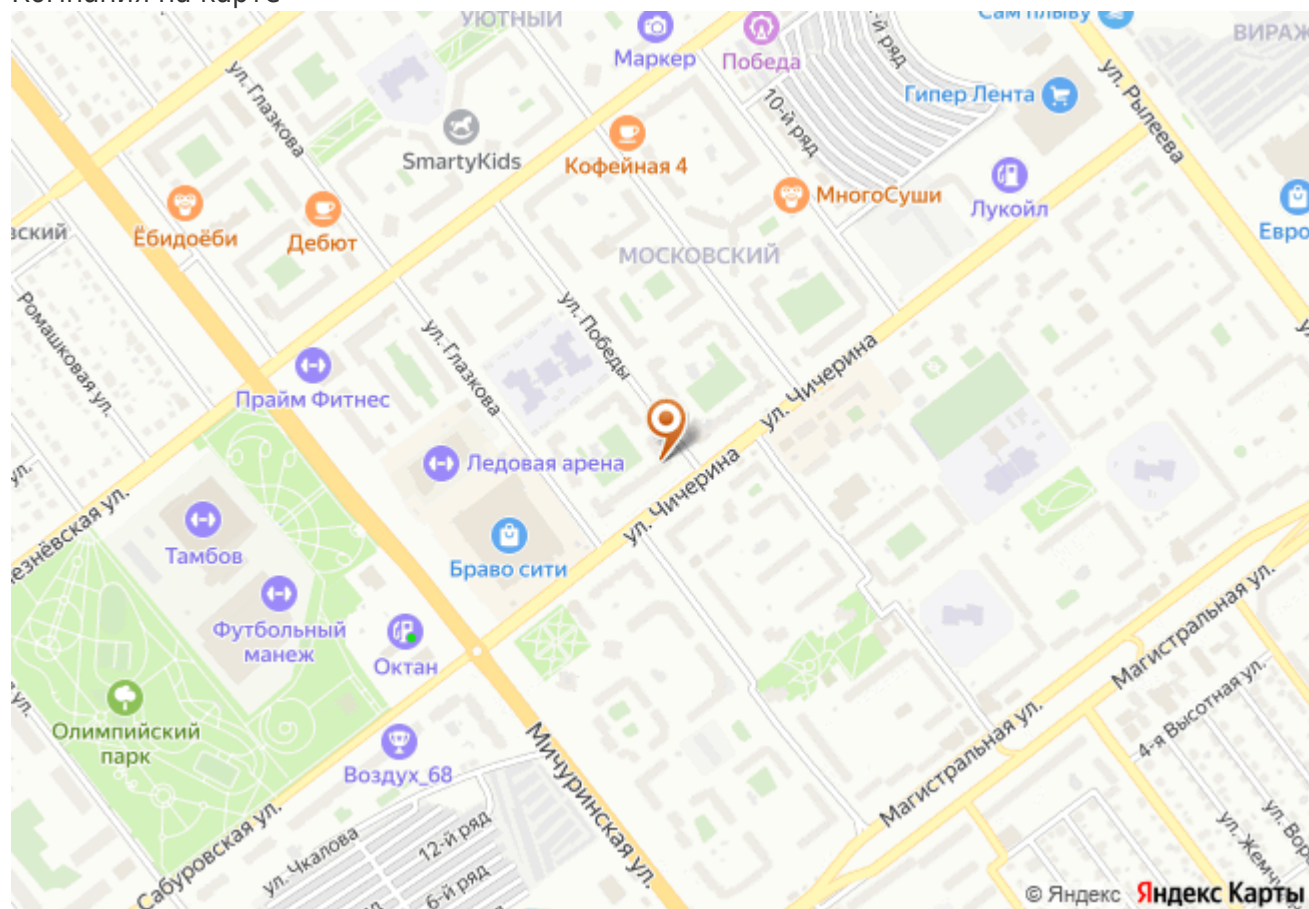 Компания на карте
УЮТНЫЙ
Маркер
Победа
10-й ряд
Сам плыву
ВИРАЖ
ул. Глазкова
SmartyKids
Кофейная 4
Гипер Лента
ул. Рылеева
МногоСуши
Лукойл
Евро
Ёбидоёби
Дебют
МОСКОВСКИЙ
Ромашковая ул.
ул. Победы
ул. Глазкова
Прайм Фитнес
ул. Чичерина
Ледовая арена
ул. Чичерина
Браво сити
Тамбов
Футбольный
манеж
Октан
Олимпийский
парк
Воздух_68
Мичуринская ул.
Магистральная ул.
Магистральная ул.
4-я Высотная ул.
Сабуровская ул.
ул. Чкалова
12-й ряд
6-й ряд
© Яндекс Яндекс Карты